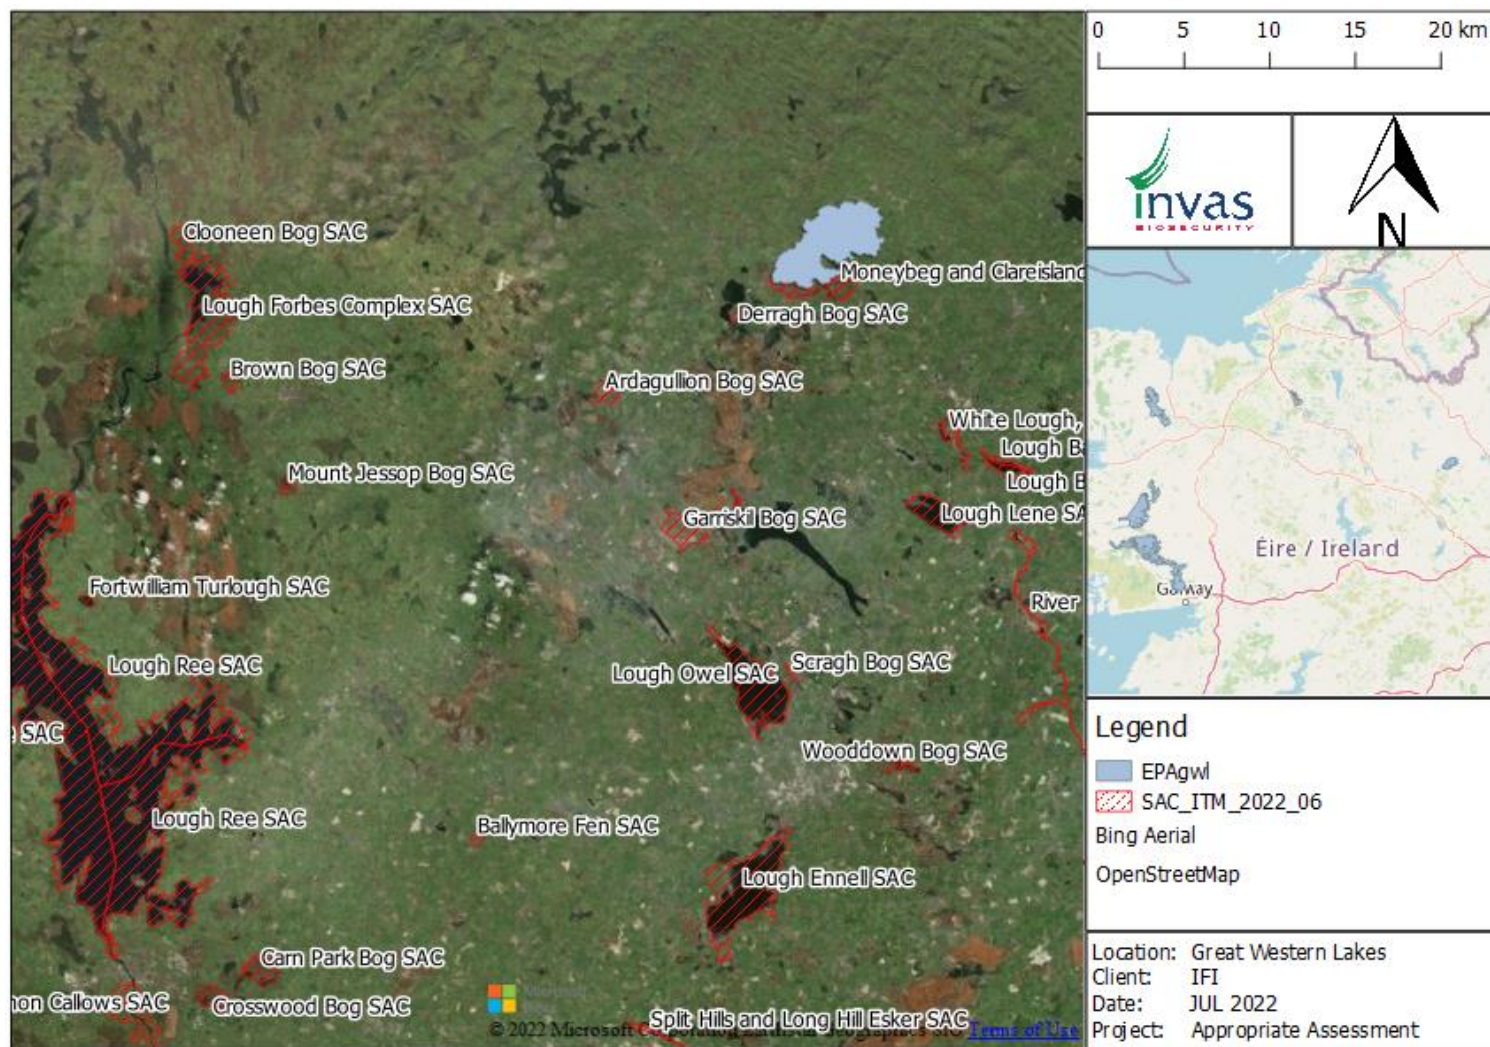 Clooneen Bog SAC
Moneybeg and Clareisland
Lough Forbes Complex SAC
Derragh Bog SAC
Brown Bog SAC
Ardagullion Bog SAC
White Lough,
Lough B
Mount Jessop Bog SAC
Lough
Lough Lene SA
Garriskil Bog SAC
Fortwilliam Turlough SAC
River
Lough Ree SAC
Scragh Bog SAC
Lough Owel SAC
SAC
Wooddown Bog SAC
Lough Ree SAC
Ballymore Fen SAC
Lough Ennell SAC
Carn Park Bog SAC
non Callows SAC
Crosswood Bog SAC
Split Hills and Long Hill Esker SAC
© 2022 Microsoft Terms of Use
0 5 10 15 20 km
invas
BIOSECURITY
N
Éire / Ireland
Galway
Legend
EPAgwl
SAC_ITM_2022_06
Bing Aerial
OpenStreetMap
Location: Great Western Lakes
Client: IFI
Date: JUL 2022
Project: Appropriate Assessment